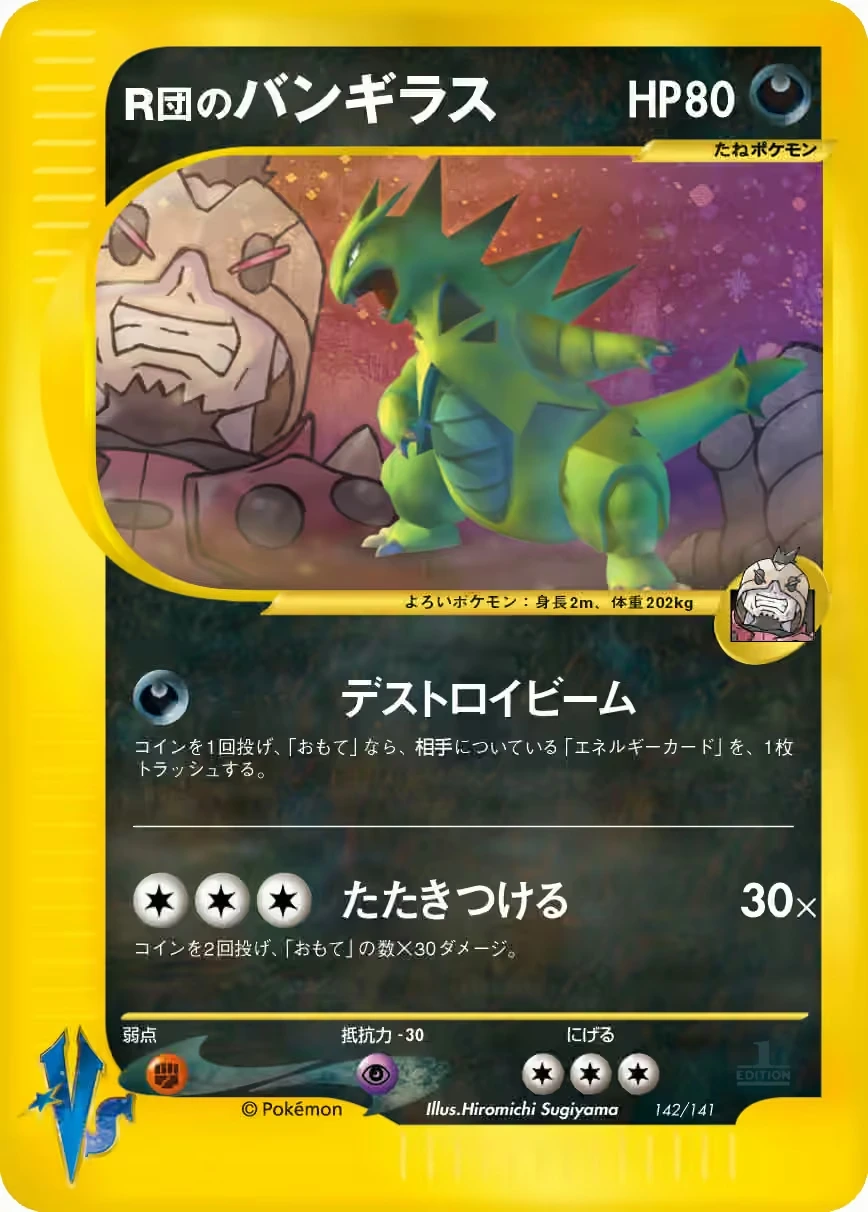 R団のバンギラス HP80
たねポケモン
よろいポケモン：身長2m、体重202kg
デストロイビーム
コインを1回投げ、「おもて」なら、相手についている「エネルギーカード」を、1枚
トラッシュする。
たたきつける 30×
コインを2回投げ、「おもて」の数×30ダメージ。
弱点 抵抗力 -30 にげる
1 EDITION
VS
© Pokémon Illus.Hiromichi Sugiyama 142/141